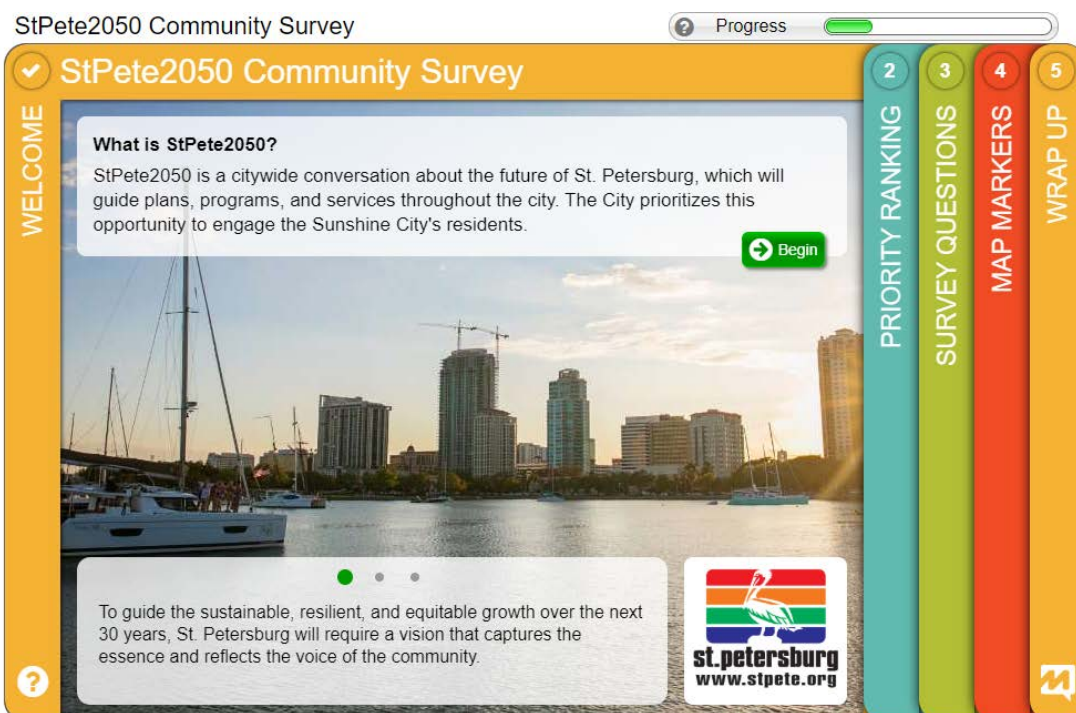 StPete2050 Community Survey
Progress
StPete2050 Community Survey
WELCOME
What is StPete2050?
StPete2050 is a citywide conversation about the future of St. Petersburg, which will
guide plans, programs, and services throughout the city. The City prioritizes this
opportunity to engage the Sunshine City's residents.
Begin
To guide the sustainable, resilient, and equitable growth over the next
30 years, St. Petersburg will require a vision that captures the
essence and reflects the voice of the community.
st.petersburg
www.stpete.org
2
PRIORITY RANKING
3
SURVEY QUESTIONS
4
MAP MARKERS
5
WRAP UP